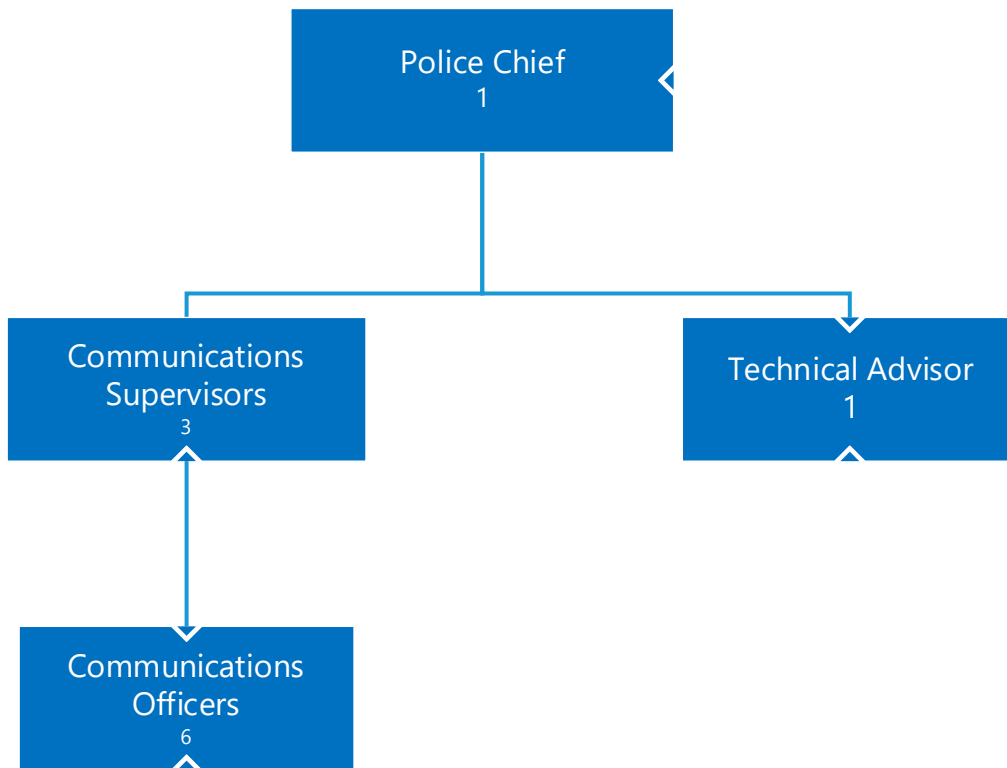 Police Chief
1
Communications
Supervisors
3
Technical Advisor
1
Communications
Officers
6